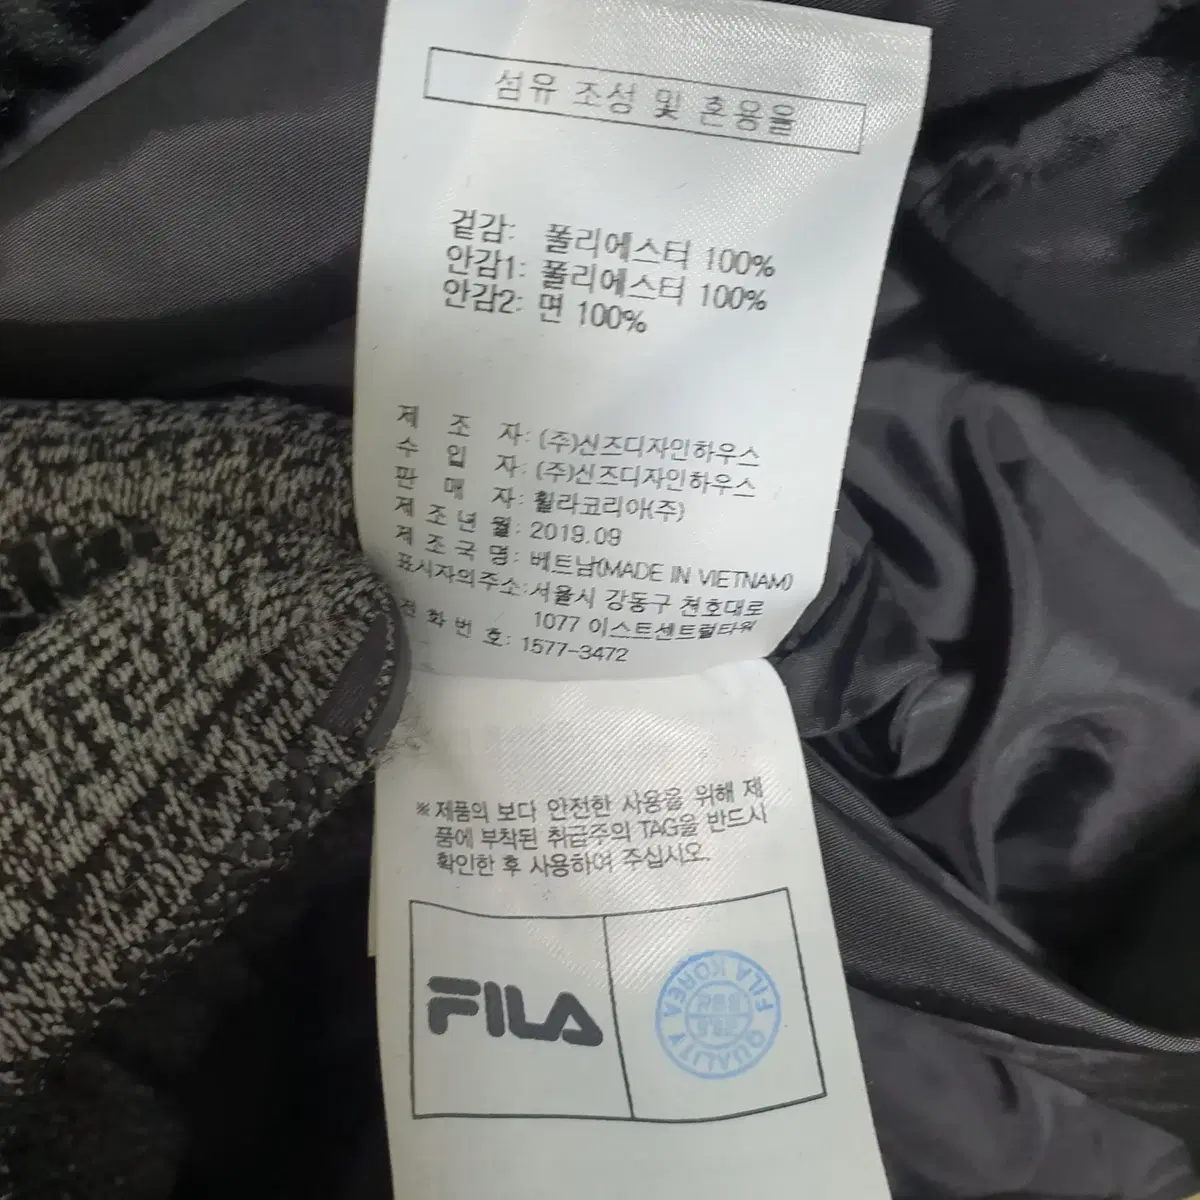 섬유 조성 및 혼용율
겉감: 폴리에스터 100%
안감1: 폴리에스터 100%
안감2: 면 100%
제 조 자: (주)신즈디자인하우스
수 입 자: (주)신즈디자인하우스
판 매 자: 휠라코리아(주)
제 조 년 월: 2019.09
제 조 국 명: 베트남(MADE IN VIETNAM)
표시자의주소: 서울시 강동구 천호대로
1077 이스트센트럴타워
전 화 번 호: 1577-3472
※ 제품의 보다 안전한 사용을 위해 제
품에 부착된 취급주의 TAG을 반드시
확인한 후 사용하여 주십시오.
FILA
FILA KOREA
QUALITY